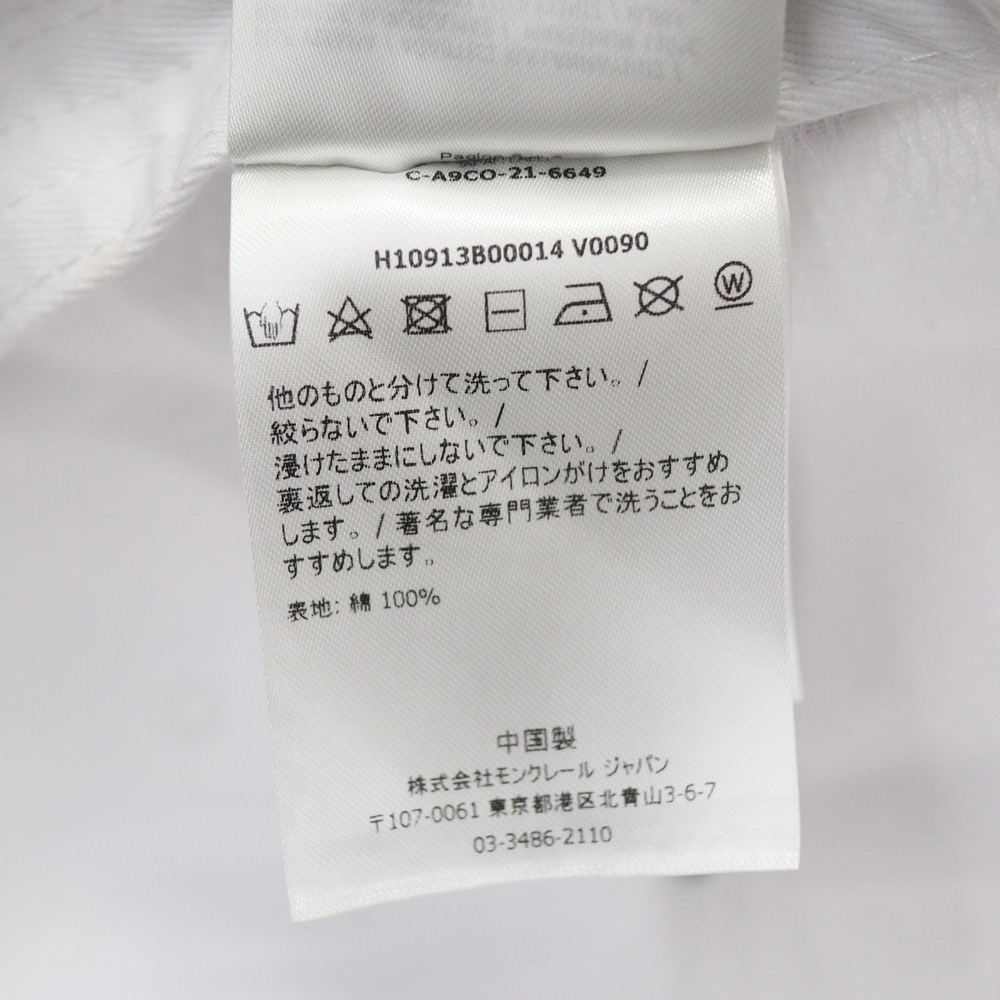 C-A9CO-21-6649
H10913B00014 V0090
W
他のものと分けて洗って下さい。 /
絞らないで下さい。 /
浸けたままにしないで下さい。 /
裏返しての洗濯とアイロンがけをおすすめ
します。 / 著名な専門業者で洗うことをお
すすめします。
表地: 綿 100%
中国製
株式会社モンクレール ジャパン
〒107-0061 東京都港区北青山3-6-7
03-3486-2110